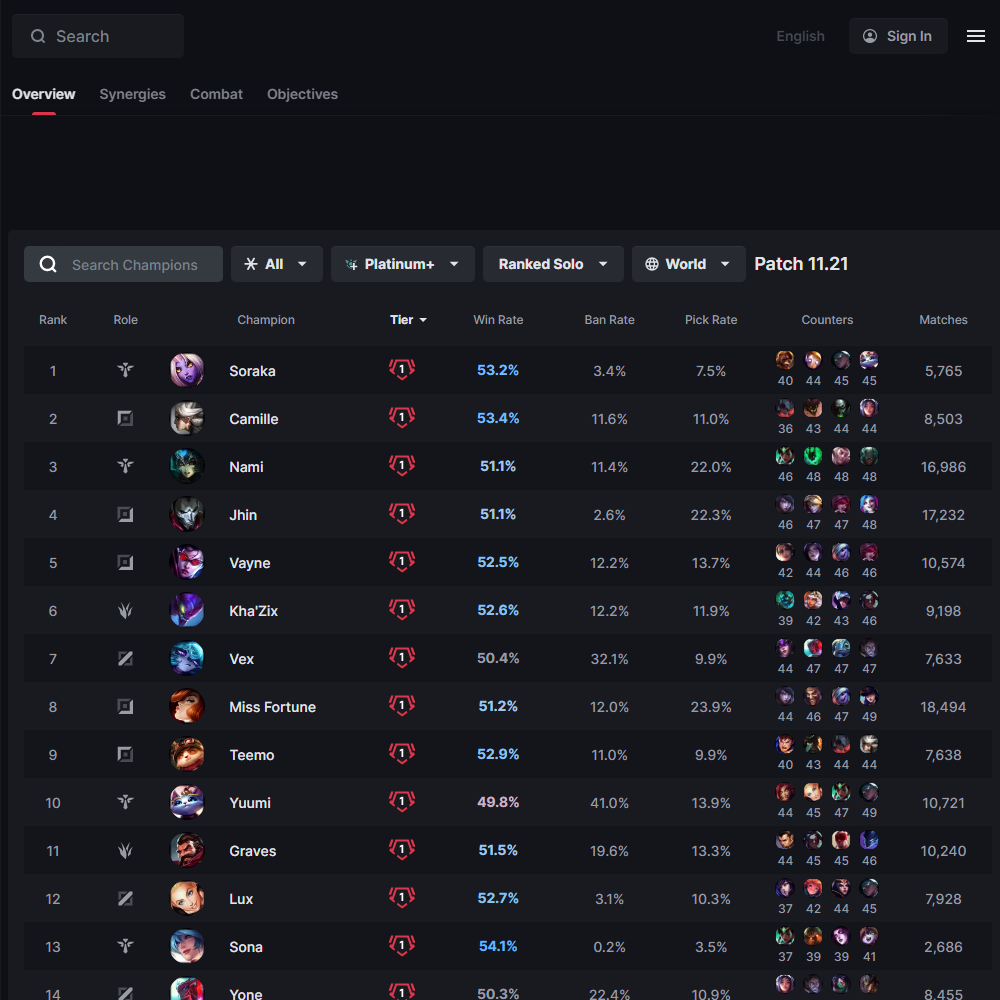 Search English Sign In
Overview Synergies Combat Objectives
Search Champions All Platinum+ Ranked Solo World Patch 11.21
Rank Role Champion Tier Win Rate Ban Rate Pick Rate Counters Matches
1 Soraka 1 53.2% 3.4% 7.5% 40 44 45 45 5,765
2 Camille 1 53.4% 11.6% 11.0% 36 43 44 44 8,503
3 Nami 1 51.1% 11.4% 22.0% 46 48 48 48 16,986
4 Jhin 1 51.1% 2.6% 22.3% 46 47 47 48 17,232
5 Vayne 1 52.5% 12.2% 13.7% 42 44 46 46 10,574
6 Kha'Zix 1 52.6% 12.2% 11.9% 39 42 43 46 9,198
7 Vex 1 50.4% 32.1% 9.9% 44 47 47 47 7,633
8 Miss Fortune 1 51.2% 12.0% 23.9% 44 46 47 49 18,494
9 Teemo 1 52.9% 11.0% 9.9% 40 43 44 44 7,638
10 Yuumi 1 49.8% 41.0% 13.9% 44 45 47 49 10,721
11 Graves 1 51.5% 19.6% 13.3% 44 45 45 46 10,240
12 Lux 1 52.7% 3.1% 10.3% 37 42 44 45 7,928
13 Sona 1 54.1% 0.2% 3.5% 37 39 39 41 2,686
14 Yone 1 50.3% 22.4% 10.9% 8,455